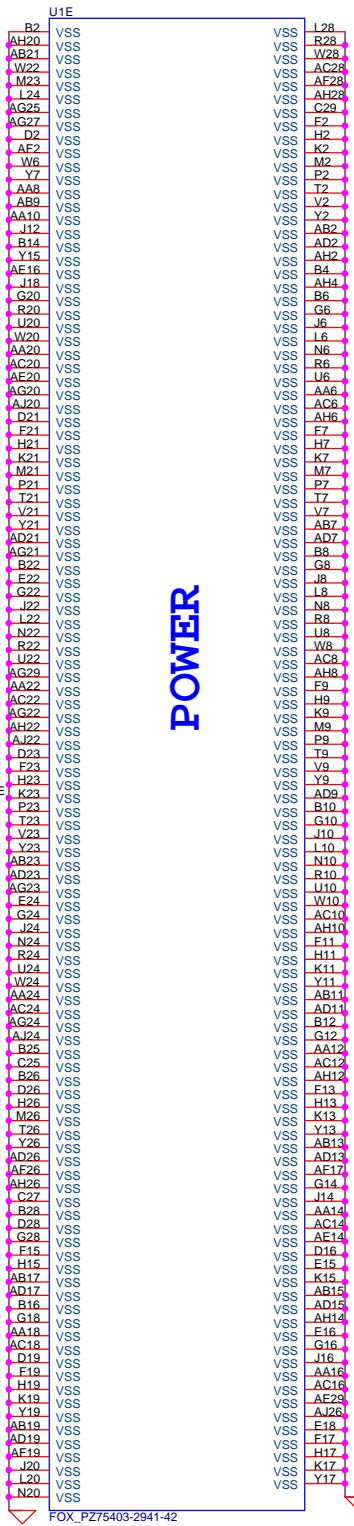 U1E
B2 VSS VSS L28
AH20 VSS VSS R28
AB21 VSS VSS W28
W22 VSS VSS AC28
M23 VSS VSS AF28
L24 VSS VSS AH28
AG25 VSS VSS C29
AG27 VSS VSS F2
D2 VSS VSS H2
AF2 VSS VSS K2
W6 VSS VSS M2
Y7 VSS VSS P2
AA8 VSS VSS T2
AB9 VSS VSS V2
AA10 VSS VSS Y2
J12 VSS VSS AB2
B14 VSS VSS AD2
Y15 VSS VSS AH2
AE16 VSS VSS B4
J18 VSS VSS AH4
G20 VSS VSS B6
R20 VSS VSS G6
U20 VSS VSS J6
W20 VSS VSS L6
AA20 VSS VSS N6
AC20 VSS VSS R6
AE20 VSS VSS U6
AG20 VSS VSS AA6
AJ20 VSS VSS AC6
D21 VSS VSS AH6
F21 VSS VSS F7
H21 VSS VSS H7
K21 VSS VSS K7
M21 VSS VSS M7
P21 VSS VSS P7
T21 VSS VSS T7
V21 VSS VSS V7
Y21 VSS VSS AB7
AD21 VSS VSS AD7
AG21 VSS VSS B8
B22 VSS VSS G8
E22 VSS VSS J8
G22 VSS VSS L8
J22 VSS VSS N8
L22 VSS VSS R8
N22 VSS VSS U8
R22 VSS VSS W8
U22 VSS VSS AC8
AG29 VSS VSS AH8
AA22 VSS VSS F9
AC22 VSS VSS H9
AG22 VSS VSS K9
AH22 VSS VSS M9
AJ22 VSS VSS P9
D23 VSS VSS T9
F23 VSS VSS V9
H23 VSS VSS Y9
K23 VSS VSS AD9
P23 VSS VSS B10
T23 VSS VSS G10
V23 VSS VSS J10
Y23 VSS VSS L10
AB23 VSS VSS N10
AD23 VSS VSS R10
AG23 VSS VSS U10
E24 VSS VSS W10
G24 VSS VSS AC10
J24 VSS VSS AH10
N24 VSS VSS F11
R24 VSS VSS H11
U24 VSS VSS K11
W24 VSS VSS Y11
AA24 VSS VSS AB11
AC24 VSS VSS AD11
AG24 VSS VSS B12
AJ24 VSS VSS G12
B25 VSS VSS AA12
C25 VSS VSS AC12
B26 VSS VSS AH12
D26 VSS VSS F13
H26 VSS VSS H13
M26 VSS VSS K13
T26 VSS VSS Y13
Y26 VSS VSS AB13
AD26 VSS VSS AD13
AF26 VSS VSS AF17
AH26 VSS VSS G14
C27 VSS VSS J14
B28 VSS VSS AA14
D28 VSS VSS AC14
G28 VSS VSS AE14
F15 VSS VSS D16
H15 VSS VSS E15
AB17 VSS VSS K15
AD17 VSS VSS AB15
B16 VSS VSS AD15
G18 VSS VSS AH14
AA18 VSS VSS E16
AC18 VSS VSS G16
D19 VSS VSS J16
F19 VSS VSS AA16
H19 VSS VSS AC16
K19 VSS VSS AE29
Y19 VSS VSS AJ26
AB19 VSS VSS E18
AD19 VSS VSS F17
AF19 VSS VSS H17
J20 VSS VSS K17
L20 VSS VSS Y17
N20 VSS
POWER
E
FOX_PZ75403-2941-42